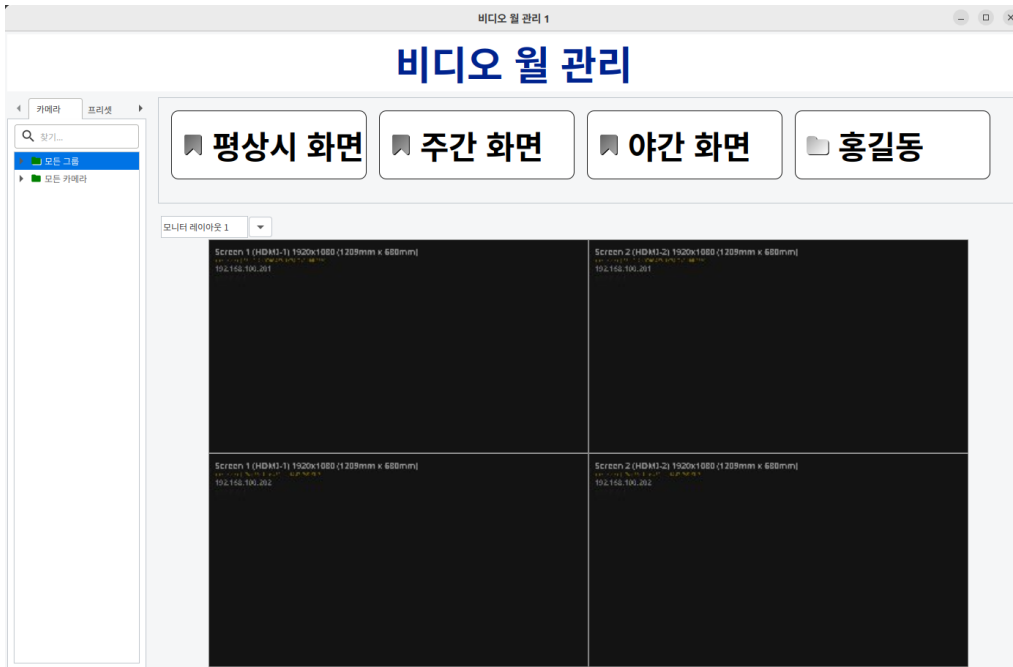 비디오 월 관리 1
비디오 월 관리
카메라
프리셋
찾기...
모든 그룹
모든 카메라
평상시 화면
주간 화면
야간 화면
홍길동
모니터 레이아웃 1
Screen 1 (HDMI-1) 1920x1080 (1209mm x 680mm)
192.168.100.201
Screen 2 (HDMI-2) 1920x1080 (1209mm x 680mm)
192.168.100.201
Screen 1 (HDMI-1) 1920x1080 (1209mm x 680mm)
192.168.100.202
Screen 2 (HDMI-2) 1920x1080 (1209mm x 680mm)
192.168.100.202